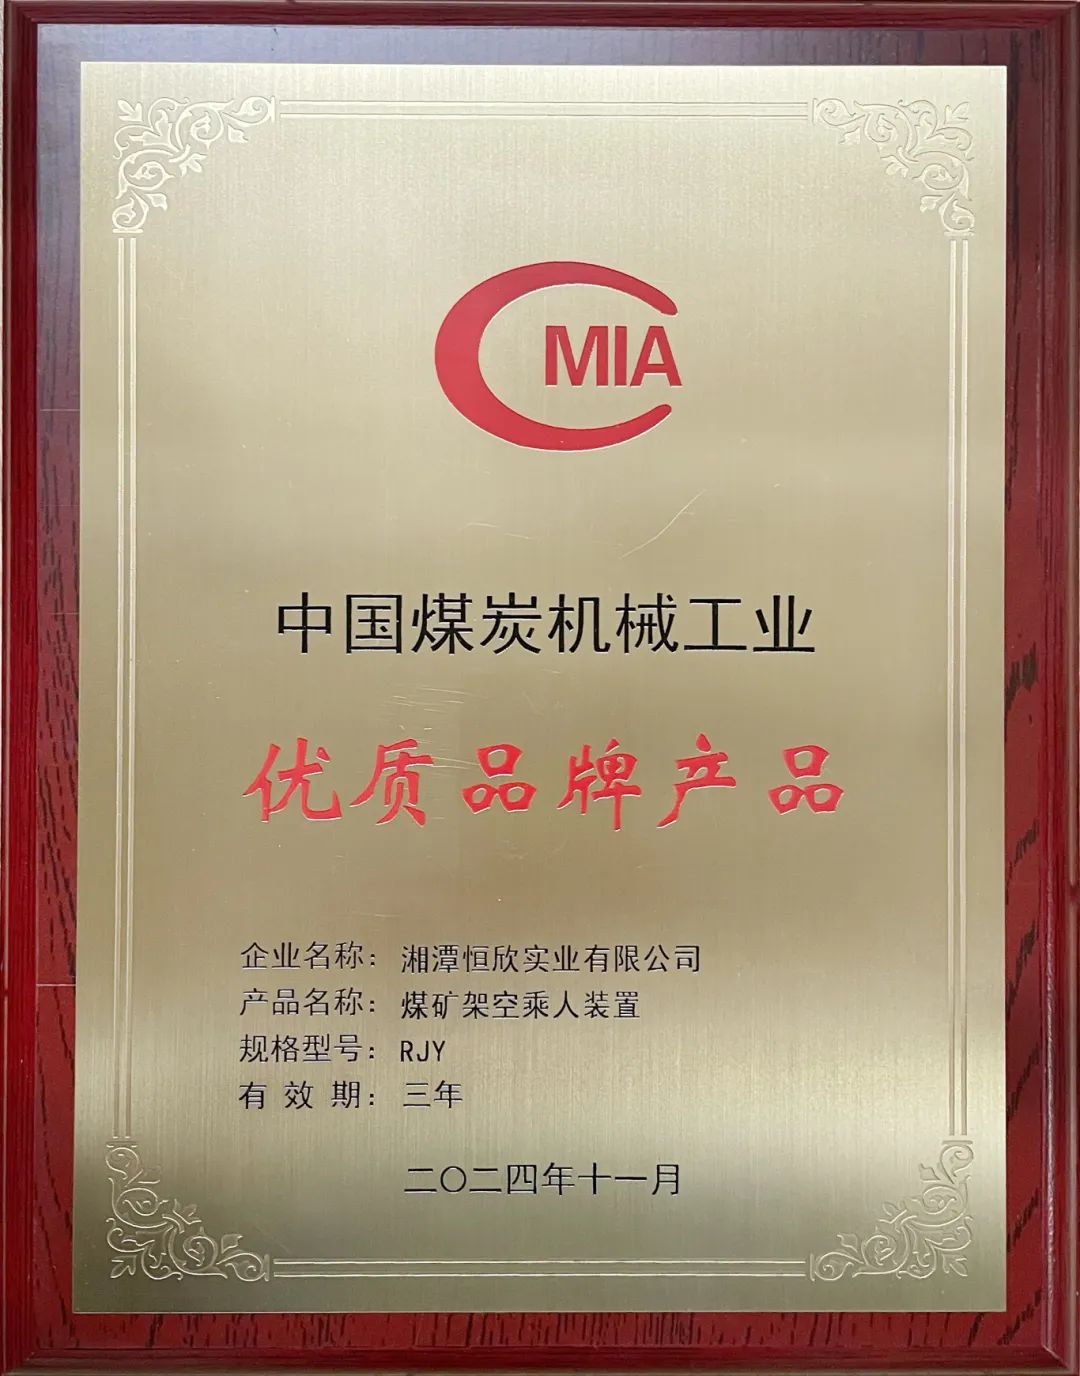 CMIA
中国煤炭机械工业
优质品牌产品
企业名称：湘潭恒欣实业有限公司
产品名称：煤矿架空乘人装置
规格型号：RJY
有效期：三年
二〇二四年十一月